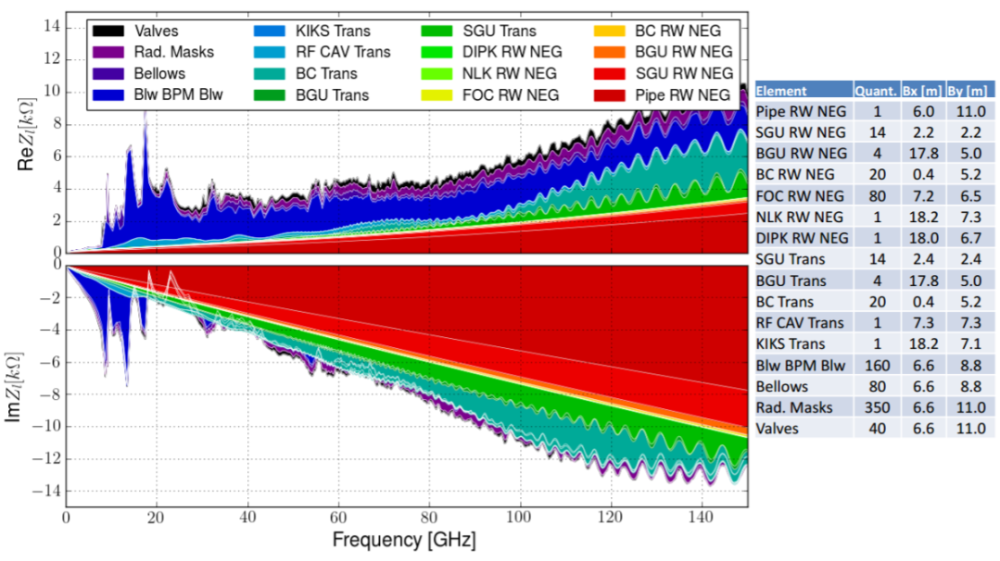 14
12
10
8
6
4
2
0
ReZl[kΩ]
Valves KIKS Trans SGU Trans BC RW NEG
Rad. Masks RF CAV Trans DIPK RW NEG BGU RW NEG
Bellows BC Trans NLK RW NEG SGU RW NEG
Blw BPM Blw BGU Trans FOC RW NEG Pipe RW NEG
0
−2
−4
−6
−8
−10
−12
−14
ImZl[kΩ]
0 20 40 60 80 100 120 140
Frequency [GHz]
Element Quant. Bx [m] By [m]
Pipe RW NEG 1 6.0 11.0
SGU RW NEG 14 2.2 2.2
BGU RW NEG 4 17.8 5.0
BC RW NEG 20 0.4 5.2
FOC RW NEG 80 7.2 6.5
NLK RW NEG 1 18.2 7.3
DIPK RW NEG 1 18.0 6.7
SGU Trans 14 2.4 2.4
BGU Trans 4 17.8 5.0
BC Trans 20 0.4 5.2
RF CAV Trans 1 7.3 7.3
KIKS Trans 1 18.2 7.1
Blw BPM Blw 160 6.6 8.8
Bellows 80 6.6 8.8
Rad. Masks 350 6.6 11.0
Valves 40 6.6 11.0